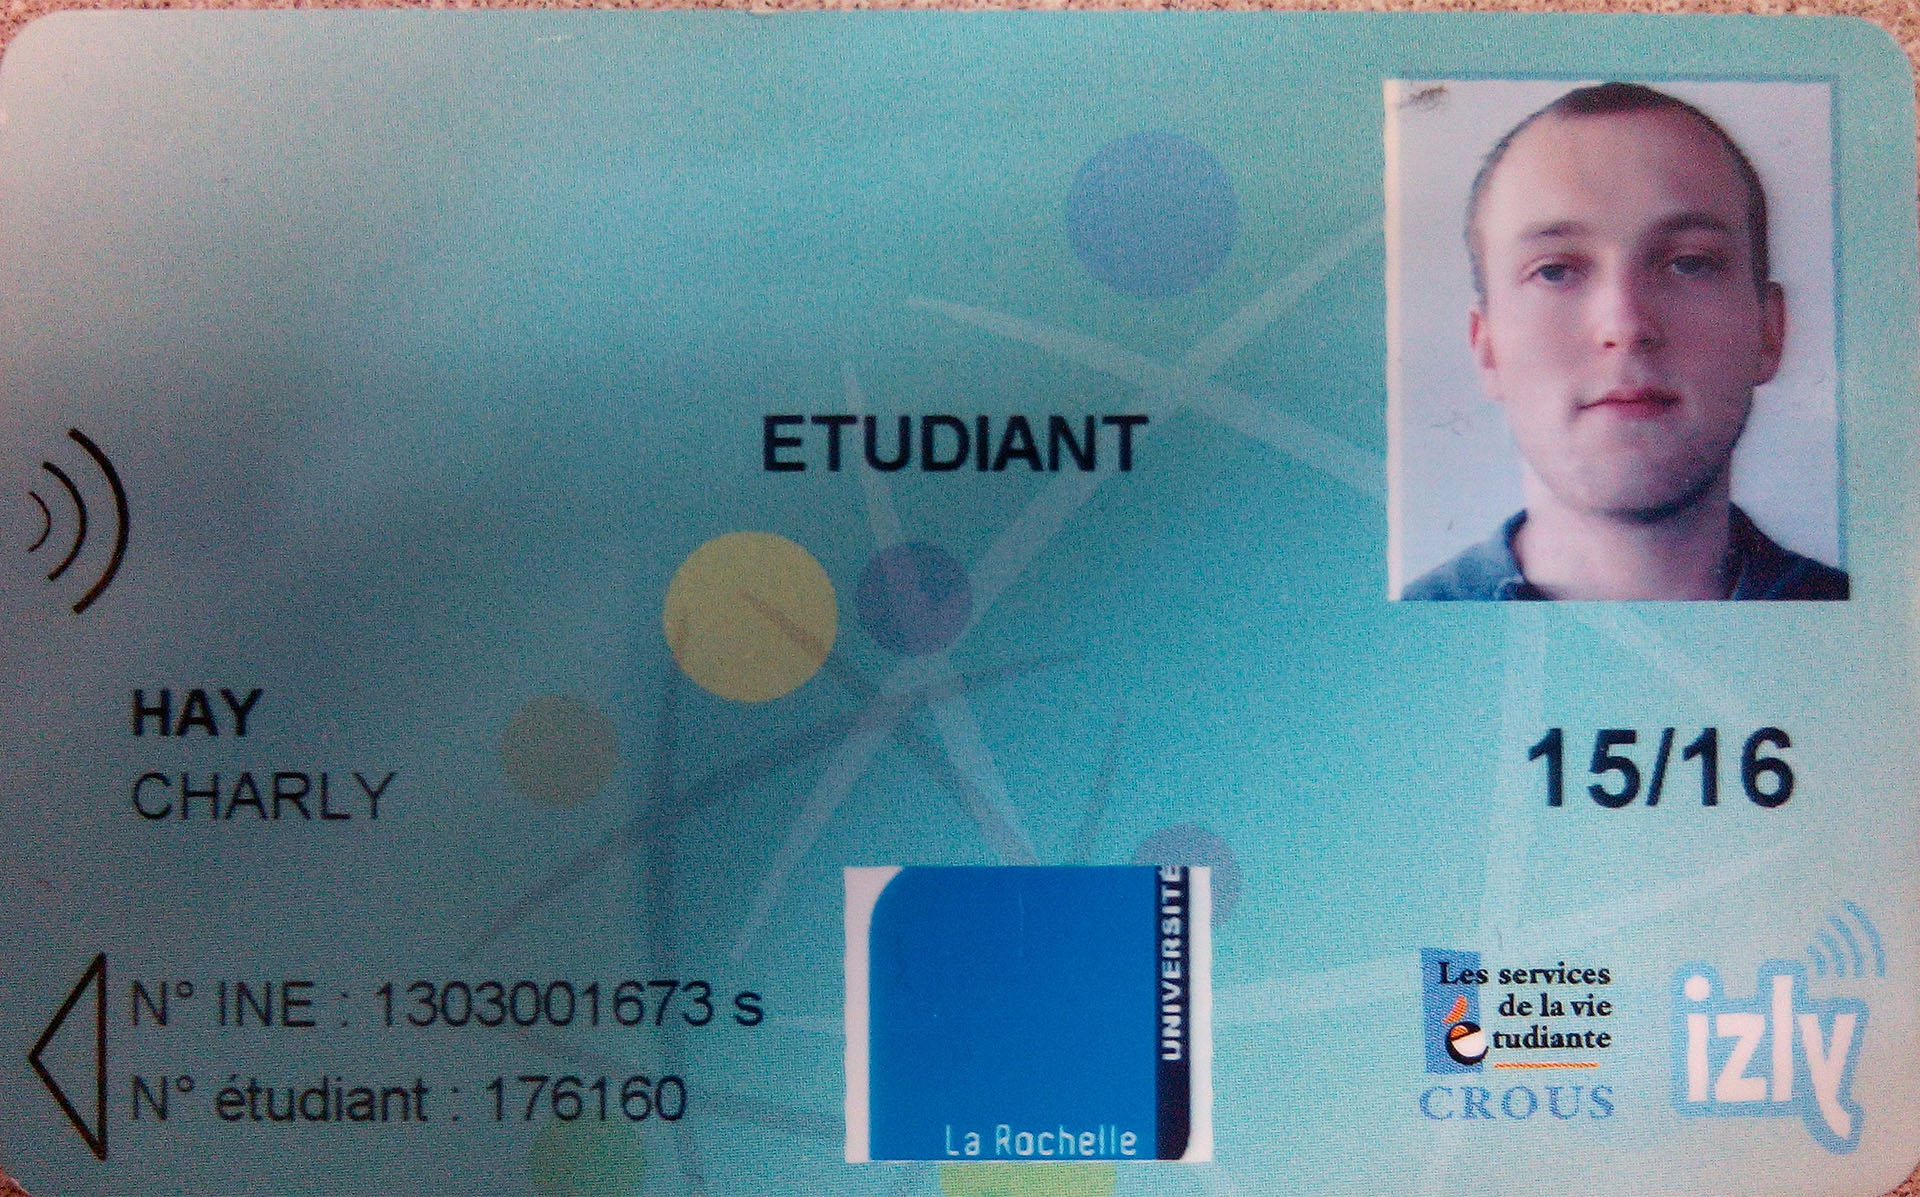 ETUDIANT
HAY
CHARLY
15/16
N° INE : 1303001673 s
N° étudiant : 176160
UNIVERSITÉ
La Rochelle
Les services
de la vie
étudiante
CROUS
izly